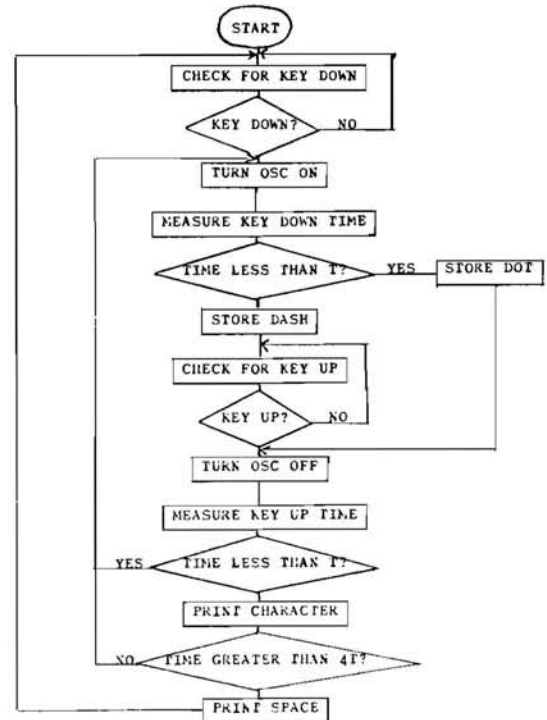 START
CHECK FOR KEY DOWN
KEY DOWN?
NO
TURN OSC ON
MEASURE KEY DOWN TIME
TIME LESS THAN T?
YES
STORE DOT
STORE DASH
CHECK FOR KEY UP
KEY UP?
NO
TURN OSC OFF
MEASURE KEY UP TIME
YES
TIME LESS THAN T?
PRINT CHARACTER
NO
TIME GREATER THAN 4T?
PRINT SPACE